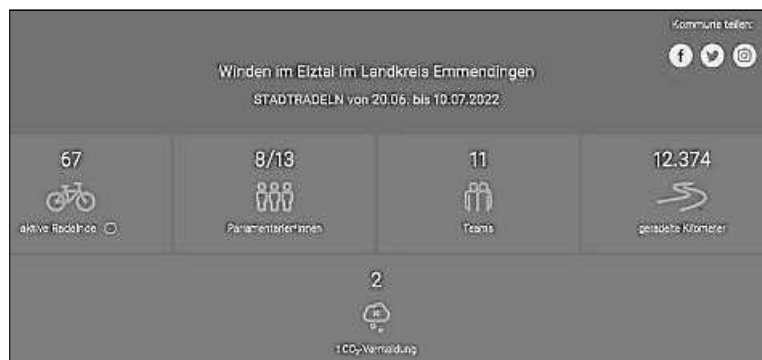 Kommune teilen:
Winden im Elztal im Landkreis Emmendingen
STADTRADELN von 20.06. bis 10.07.2022
67
8/13
11
12.374
aktive Radelnde
Parlamentarier*innen
Teams
geradelte Kilometer
2
t CO₂-Vermeidung